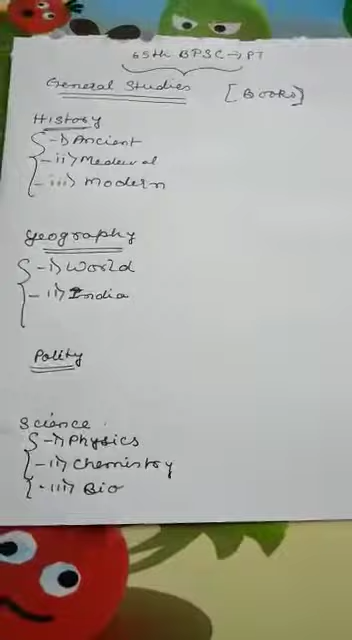 65th BPSC → PT
General Studies [Books]
History
- i) Ancient
- ii) Medieval
- iii) Modern
Geography
- i) World
- ii) India
Polity
Science
- i) Physics
- ii) Chemistry
- iii) Bio